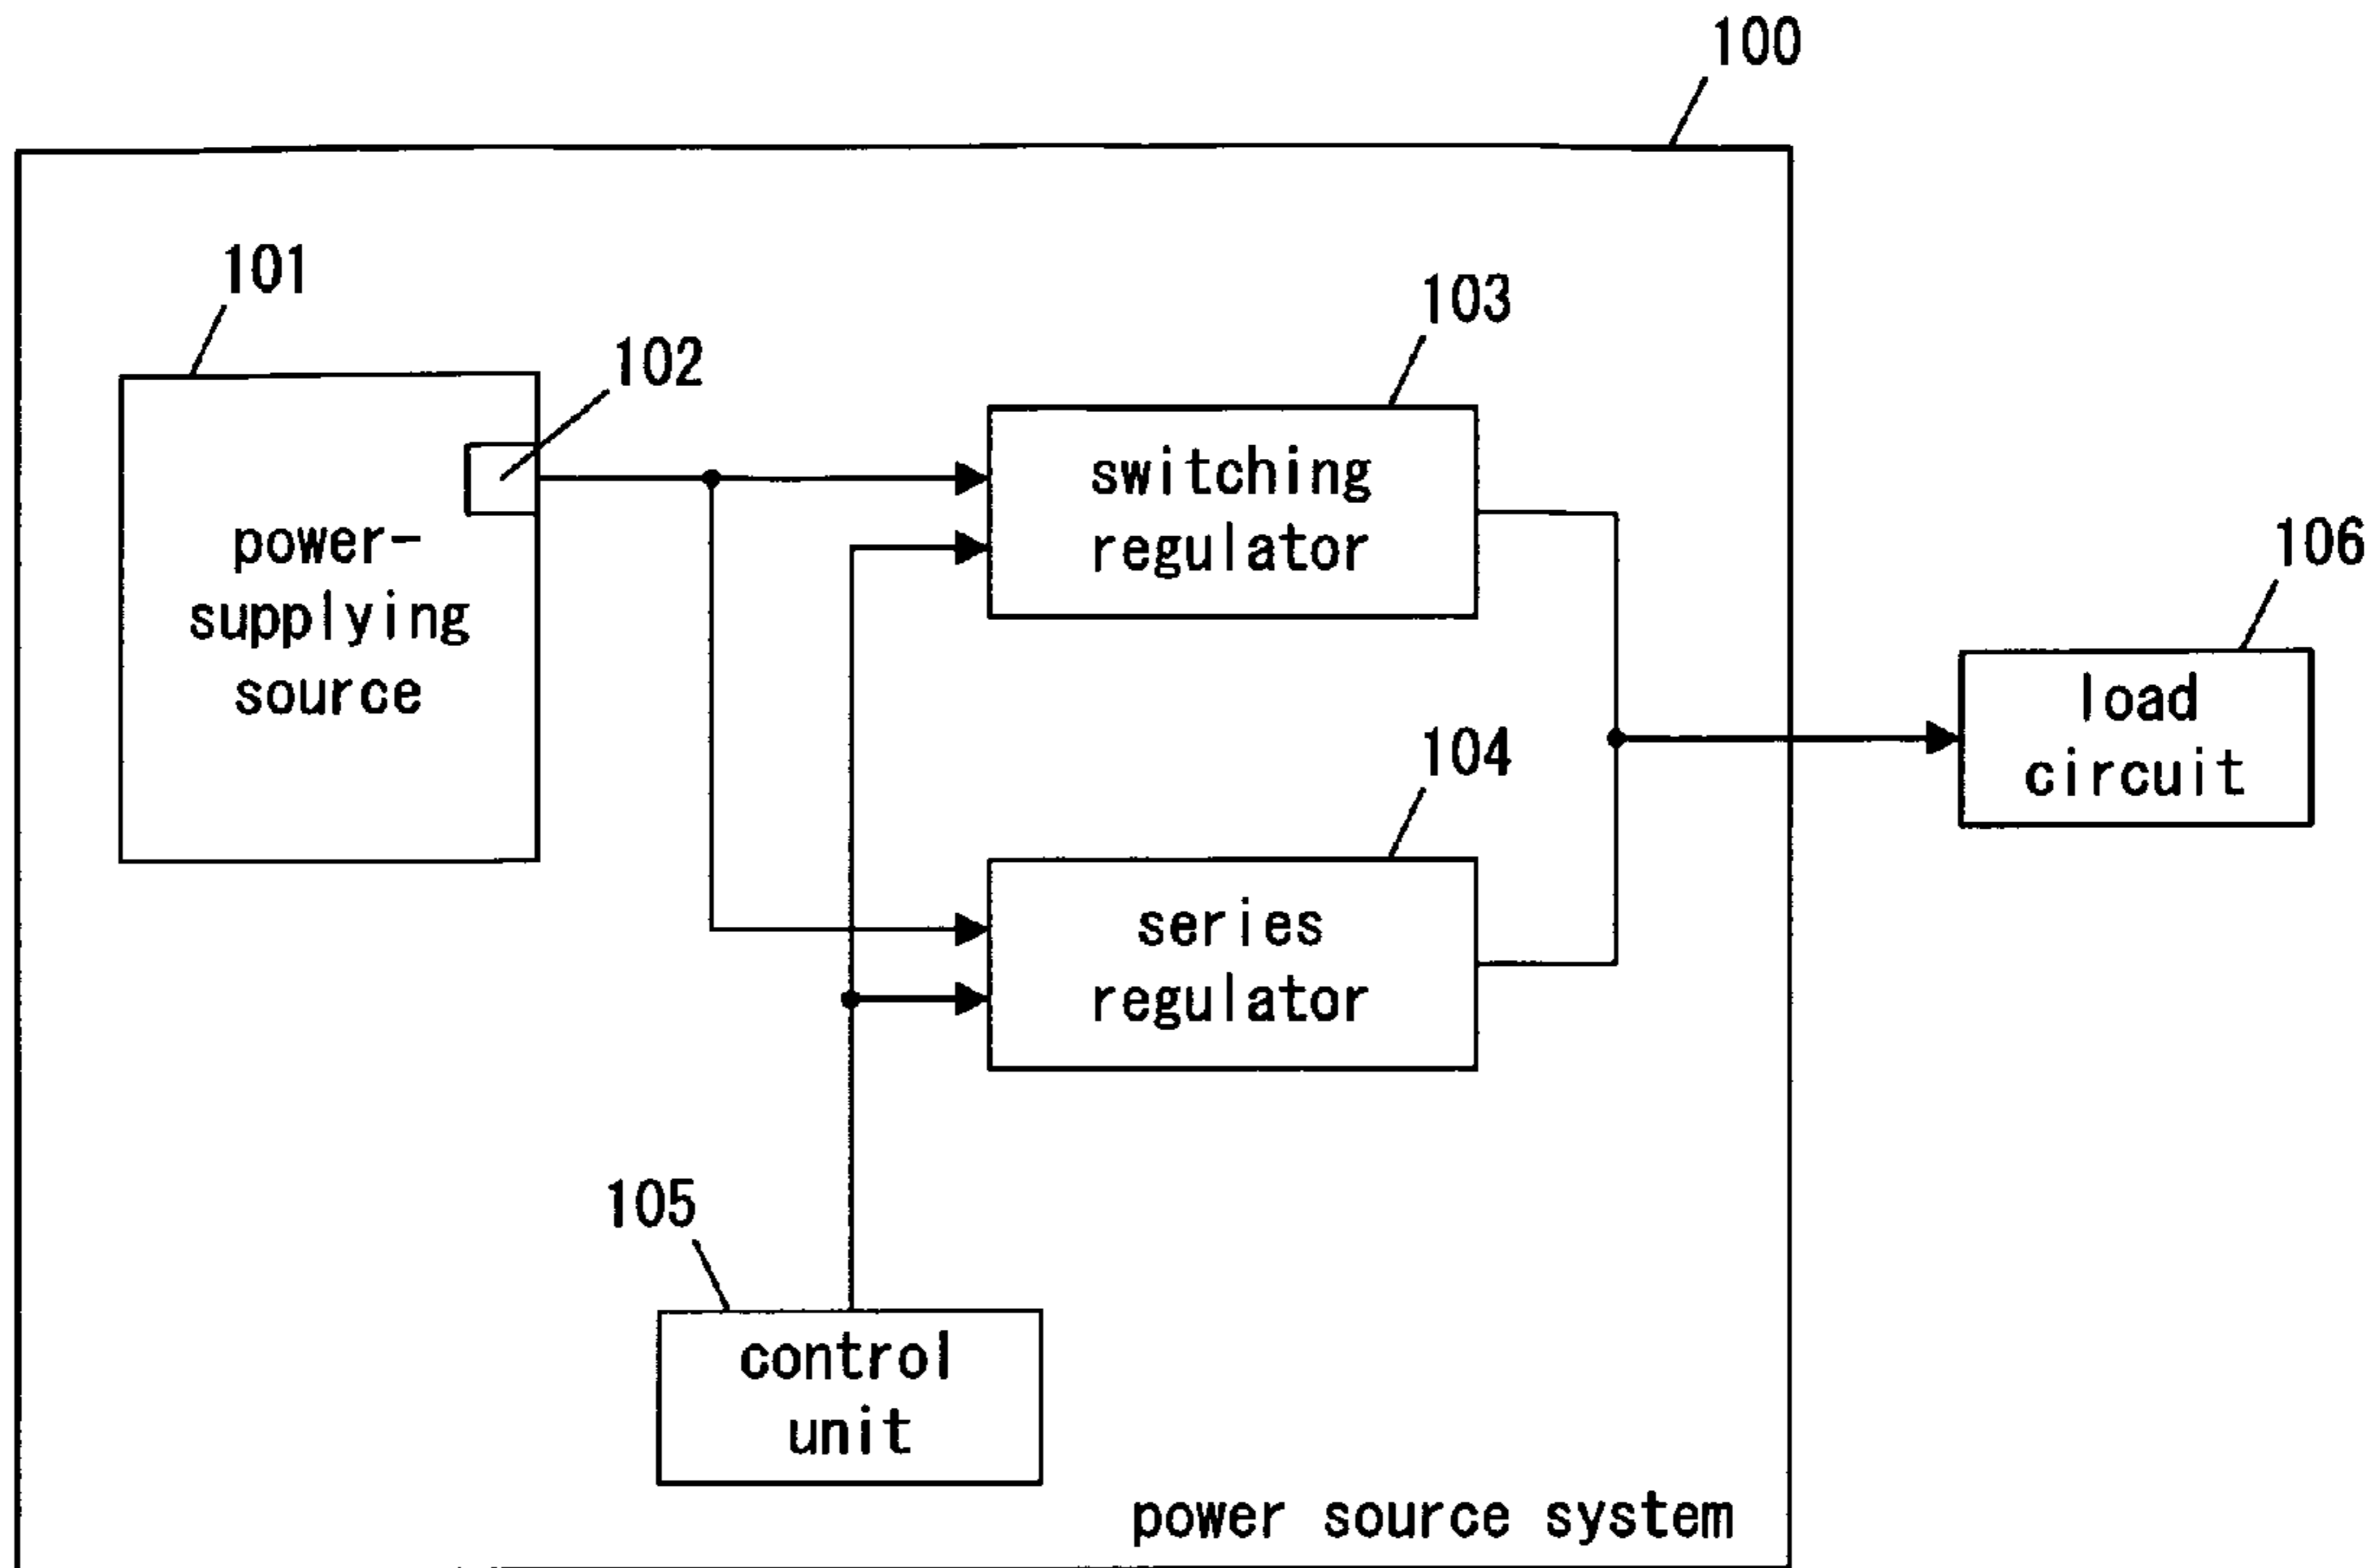 100
101
102
103
switching
regulator
power-
supplying
source
106
load
circuit
104
series
regulator
105
control
unit
power source system